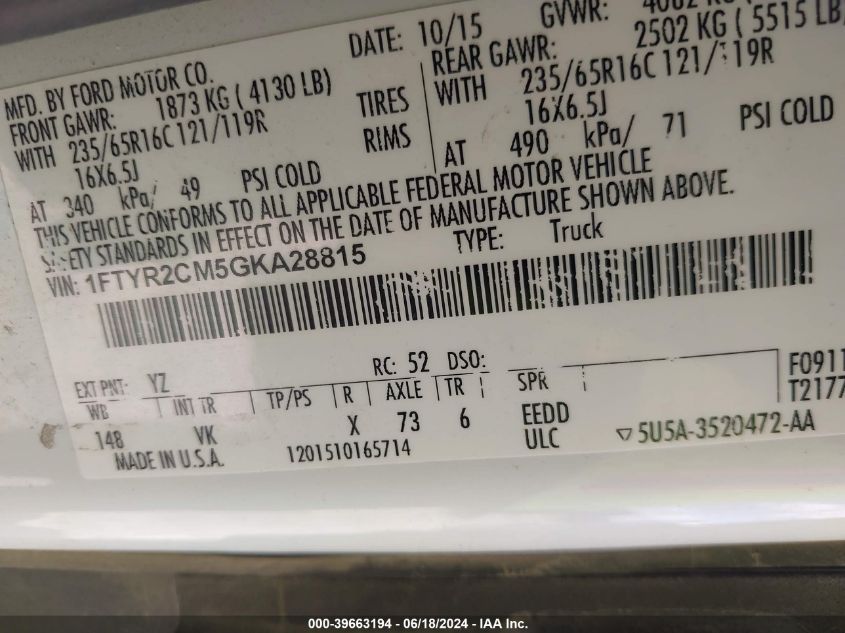 MFD. BY FORD MOTOR CO. DATE: 10/15 GVWR:
FRONT GAWR: 1873 KG ( 4130 LB) REAR GAWR: 2502 KG ( 5515 LB
WITH 235/65R16C 121/119R TIRES WITH 235/65R16C 121/119R
16X6.5J RIMS 16X6.5J
AT 340 kPa/ 49 PSI COLD AT 490 kPa/ 71 PSI COLD
THIS VEHICLE CONFORMS TO ALL APPLICABLE FEDERAL MOTOR VEHICLE
SAFETY STANDARDS IN EFFECT ON THE DATE OF MANUFACTURE SHOWN ABOVE.
VIN: 1FTYR2CM5GKA28815 TYPE: Truck
EXT PNT: YZ RC: 52 DSO:
WB INT TR TP/PS R AXLE TR SPR F0911
148 VK X 73 6 EEDD T2177
MADE IN U.S.A. 1201510165714 ULC ▽5U5A-3520472-AA
000-39663194 - 06/18/2024 - IAA Inc.